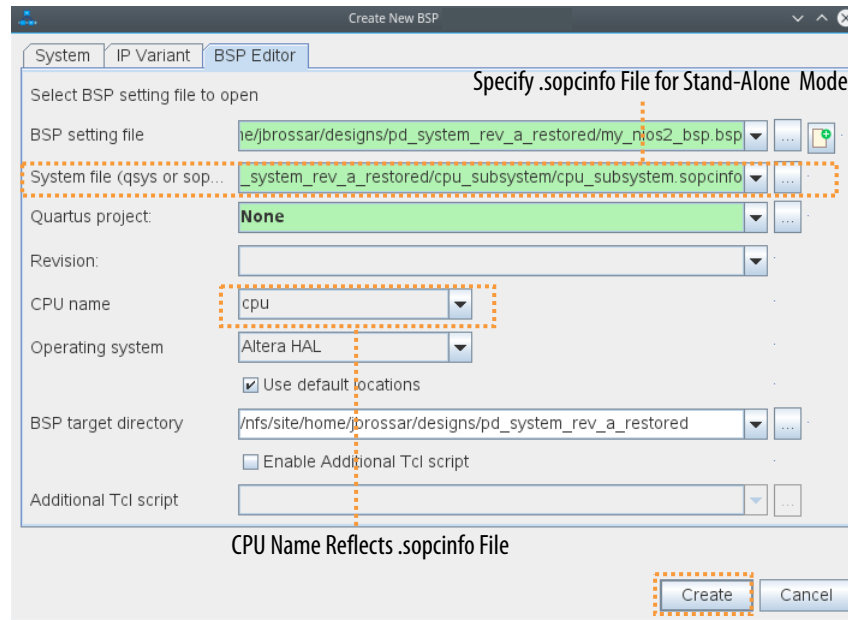 Create New BSP
System IP Variant BSP Editor
Specify .sopcinfo File for Stand-Alone Mode
Select BSP setting file to open
BSP setting file ne/jbrossar/designs/pd_system_rev_a_restored/my_nios2_bsp.bsp ...
System file (qsys or sop... _system_rev_a_restored/cpu_subsystem/cpu_subsystem.sopcinfo ...
Quartus project: None ...
Revision:
CPU name cpu
Operating system Altera HAL
Use default locations
BSP target directory /nfs/site/home/jbrossar/designs/pd_system_rev_a_restored ...
Enable Additional Tcl script
Additional Tcl script ...
CPU Name Reflects .sopcinfo File
Create Cancel